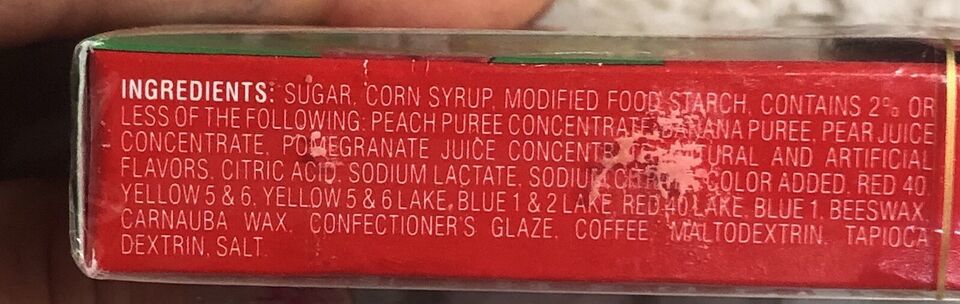 INGREDIENTS: SUGAR, CORN SYRUP, MODIFIED FOOD STARCH, CONTAINS 2% OR
LESS OF THE FOLLOWING: PEACH PUREE CONCENTRATE, BANANA PUREE, PEAR JUICE
CONCENTRATE, POMEGRANATE JUICE AND ARTIFICIAL
FLAVORS, CITRIC ACID, SODIUM LACTATE, SODIUM COLOR ADDED, RED 40,
YELLOW 5 & 6, YELLOW 5 & 6 LAKE, BLUE 1 & 2 LAKE, RED 40 LAKE, BLUE 1, BEESWAX,
CARNAUBA WAX, CONFECTIONER'S GLAZE, COFFEE, MALTODEXTRIN, TAPIOCA
DEXTRIN, SALT.